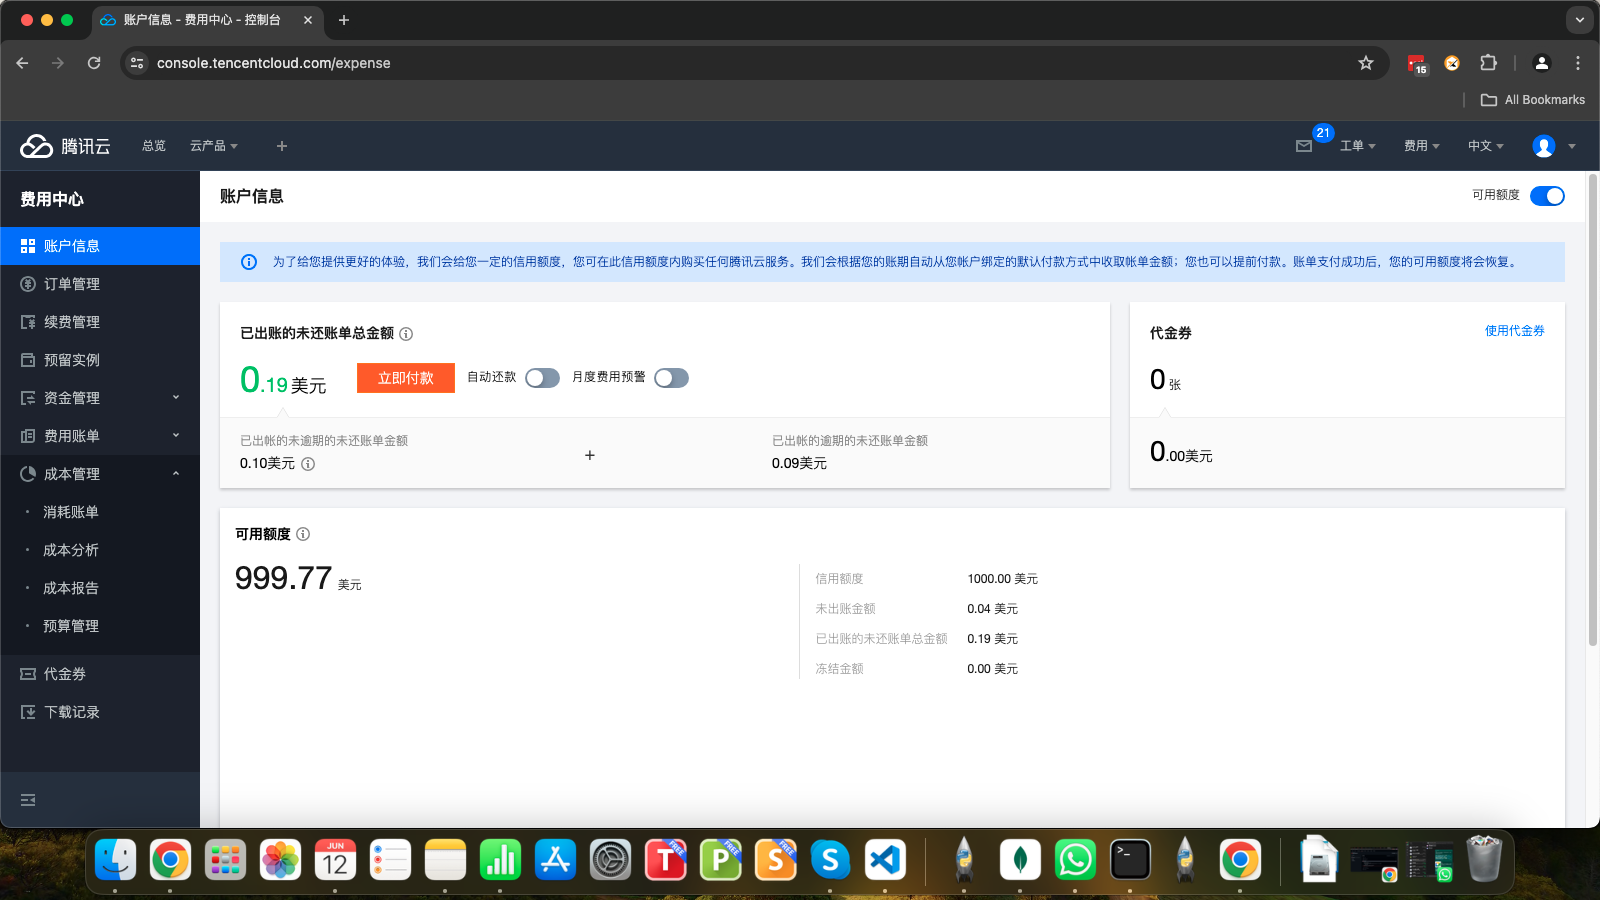 账户信息 - 费用中心 - 控制台
console.tencentcloud.com/expense
15
All Bookmarks
腾讯云
总览
云产品
21
工单
费用
中文
费用中心
账户信息
订单管理
续费管理
预留实例
资金管理
费用账单
成本管理
消耗账单
成本分析
成本报告
预算管理
代金券
下载记录
账户信息
可用额度
为了给您提供更好的体验，我们会给您一定的信用额度，您可在此信用额度内购买任何腾讯云服务。我们会根据您的账期自动从您帐户绑定的默认付款方式中收取帐单金额；您也可以提前付款。账单支付成功后，您的可用额度将会恢复。
已出账的未还账单总金额
0.19 美元
立即付款
自动还款
月度费用预警
已出帐的未逾期的未还账单金额
0.10美元
+
已出帐的逾期的未还账单金额
0.09美元
代金券
使用代金券
0 张
0.00美元
可用额度
999.77 美元
信用额度 1000.00 美元
未出账金额 0.04 美元
已出账的未还账单总金额 0.19 美元
冻结金额 0.00 美元
JUN
12
T FREE
P FREE
S FREE
S
>_